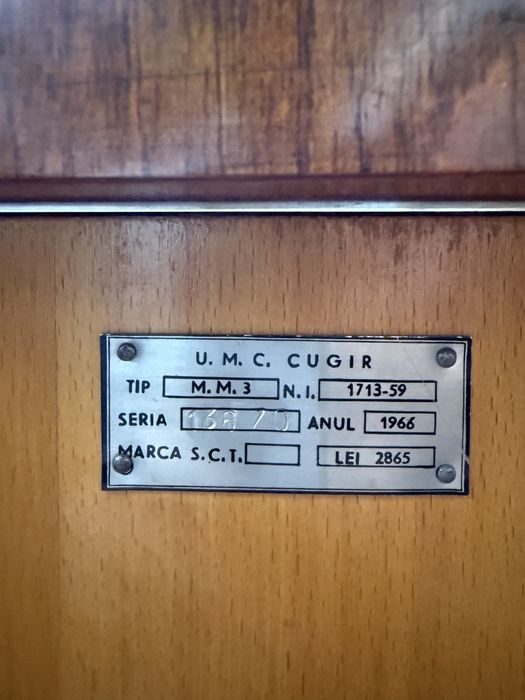 U. M. C. CUGIR
TIP M. M. 3 N. I. 1713-59
SERIA ANUL 1966
MARCA S. C. T. LEI 2865